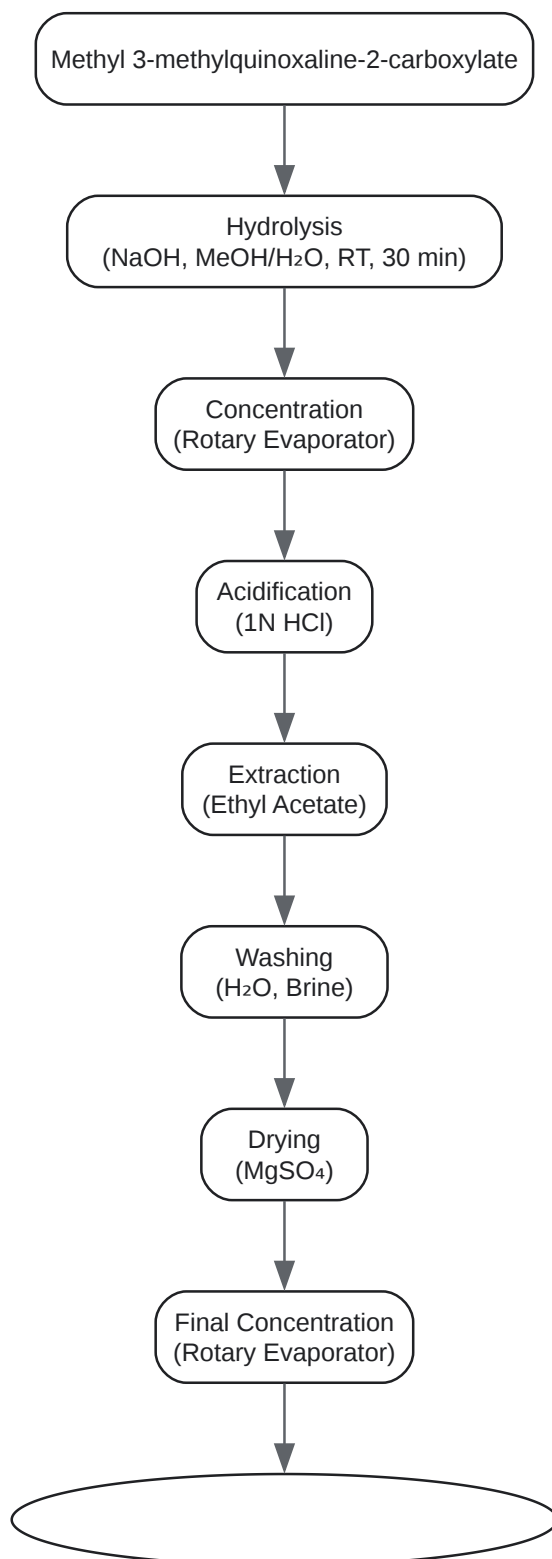 Methyl 3-methylquinoxaline-2-carboxylate
Hydrolysis
(NaOH, MeOH/H₂O, RT, 30 min)
Concentration
(Rotary Evaporator)
Acidification
(1N HCl)
Extraction
(Ethyl Acetate)
Washing
(H₂O, Brine)
Drying
(MgSO₄)
Final Concentration
(Rotary Evaporator)